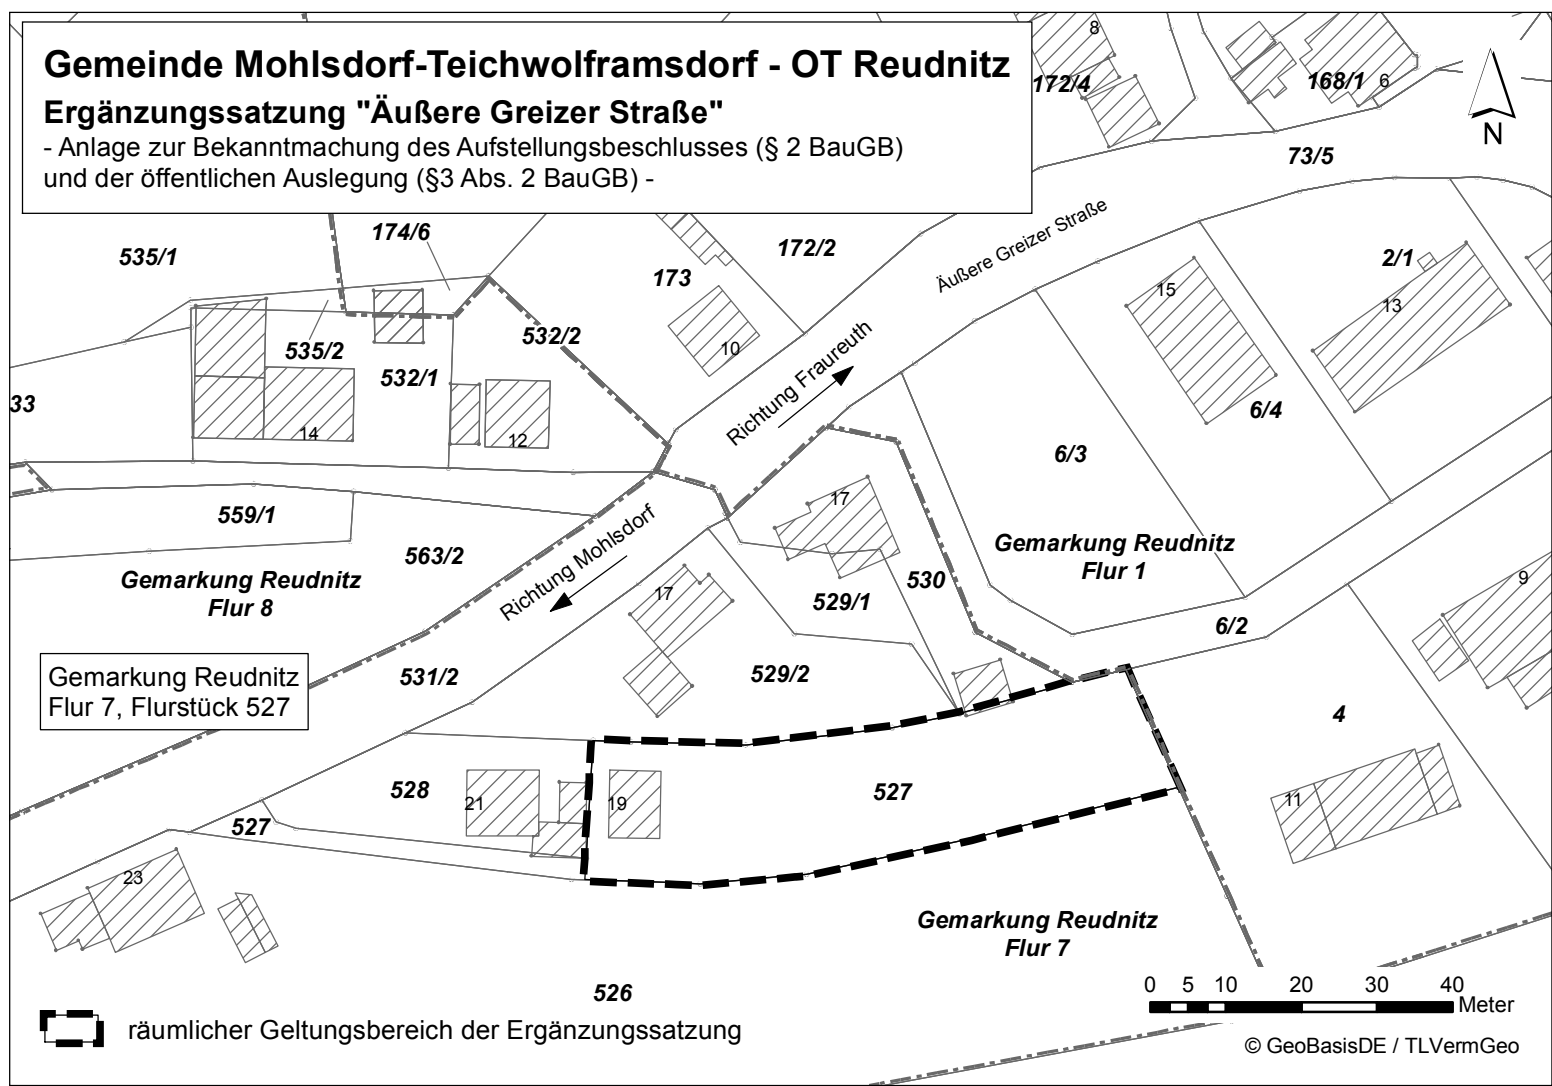 Gemeinde Mohlsdorf-Teichwolframsdorf - OT Reudnitz
Ergänzungssatzung "Äußere Greizer Straße"
- Anlage zur Bekanntmachung des Aufstellungsbeschlusses (§ 2 BauGB)
und der öffentlichen Auslegung (§3 Abs. 2 BauGB) -
8
172/4
168/1
6
N
73/5
174/6
535/1
173
172/2
Äußere Greizer Straße
2/1
15
13
535/2
532/2
10
Richtung Fraureuth
532/1
33
14
12
6/4
6/3
559/1
563/2
Richtung Mohlsdorf
17
Gemarkung Reudnitz
Flur 1
Gemarkung Reudnitz
Flur 8
17
530
529/1
9
6/2
Gemarkung Reudnitz
Flur 7, Flurstück 527
531/2
529/2
4
528
21
19
527
11
527
23
Gemarkung Reudnitz
Flur 7
526
0 5 10 20 30 40
Meter
räumlicher Geltungsbereich der Ergänzungssatzung
© GeoBasisDE / TLVermGeo